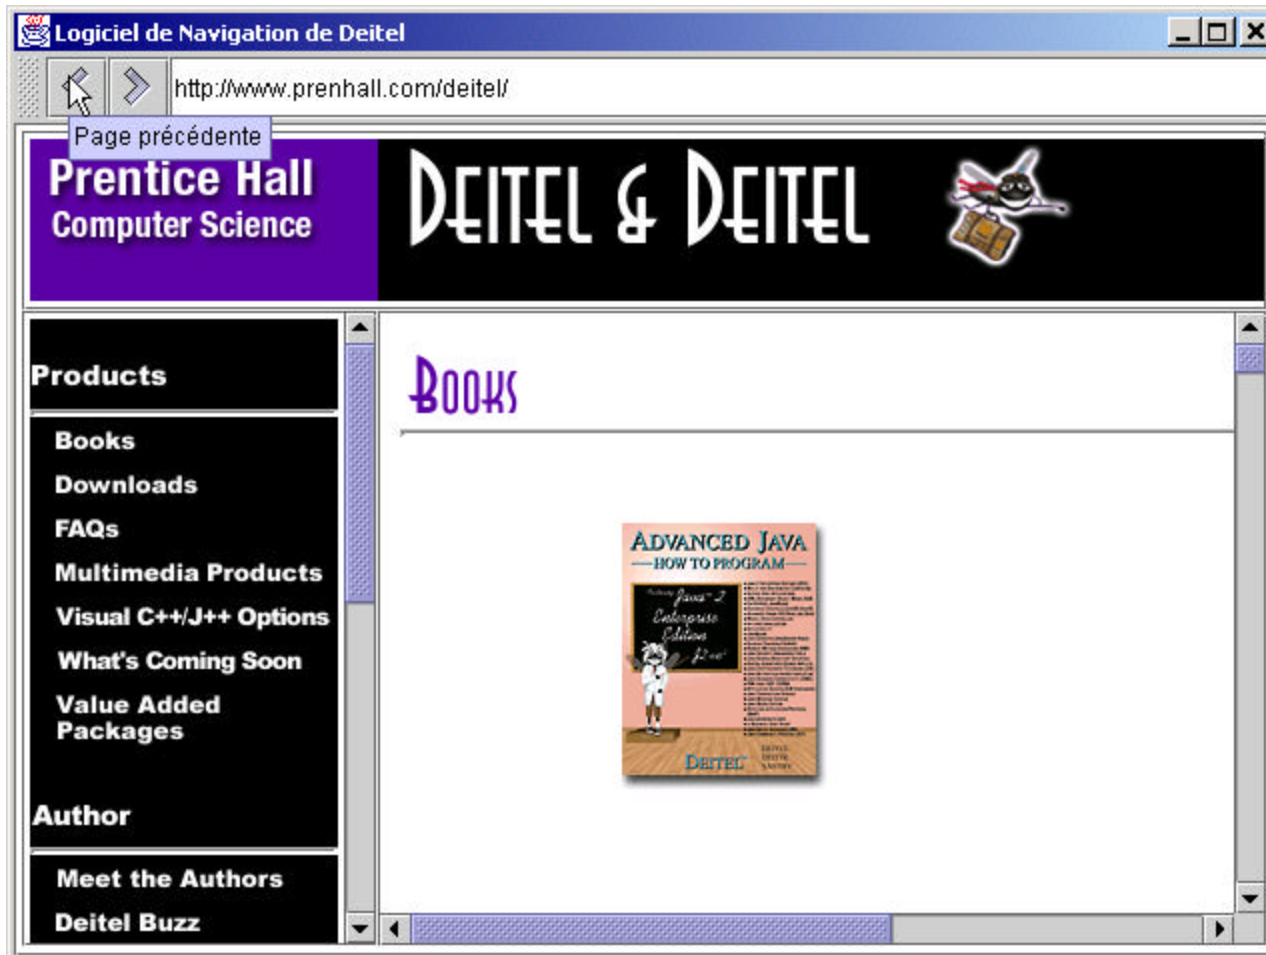 Logiciel de Navigation de Deitel
http://www.prenhall.com/deitel/
Page précédente
Prentice Hall
Computer Science
DEITEL & DEITEL
Products
Books
Downloads
FAQs
Multimedia Products
Visual C++/J++ Options
What's Coming Soon
Value Added
Packages
Author
Meet the Authors
Deitel Buzz
BOOKS
ADVANCED JAVA
HOW TO PROGRAM
Java 2
Enterprise
Edition
DEITEL